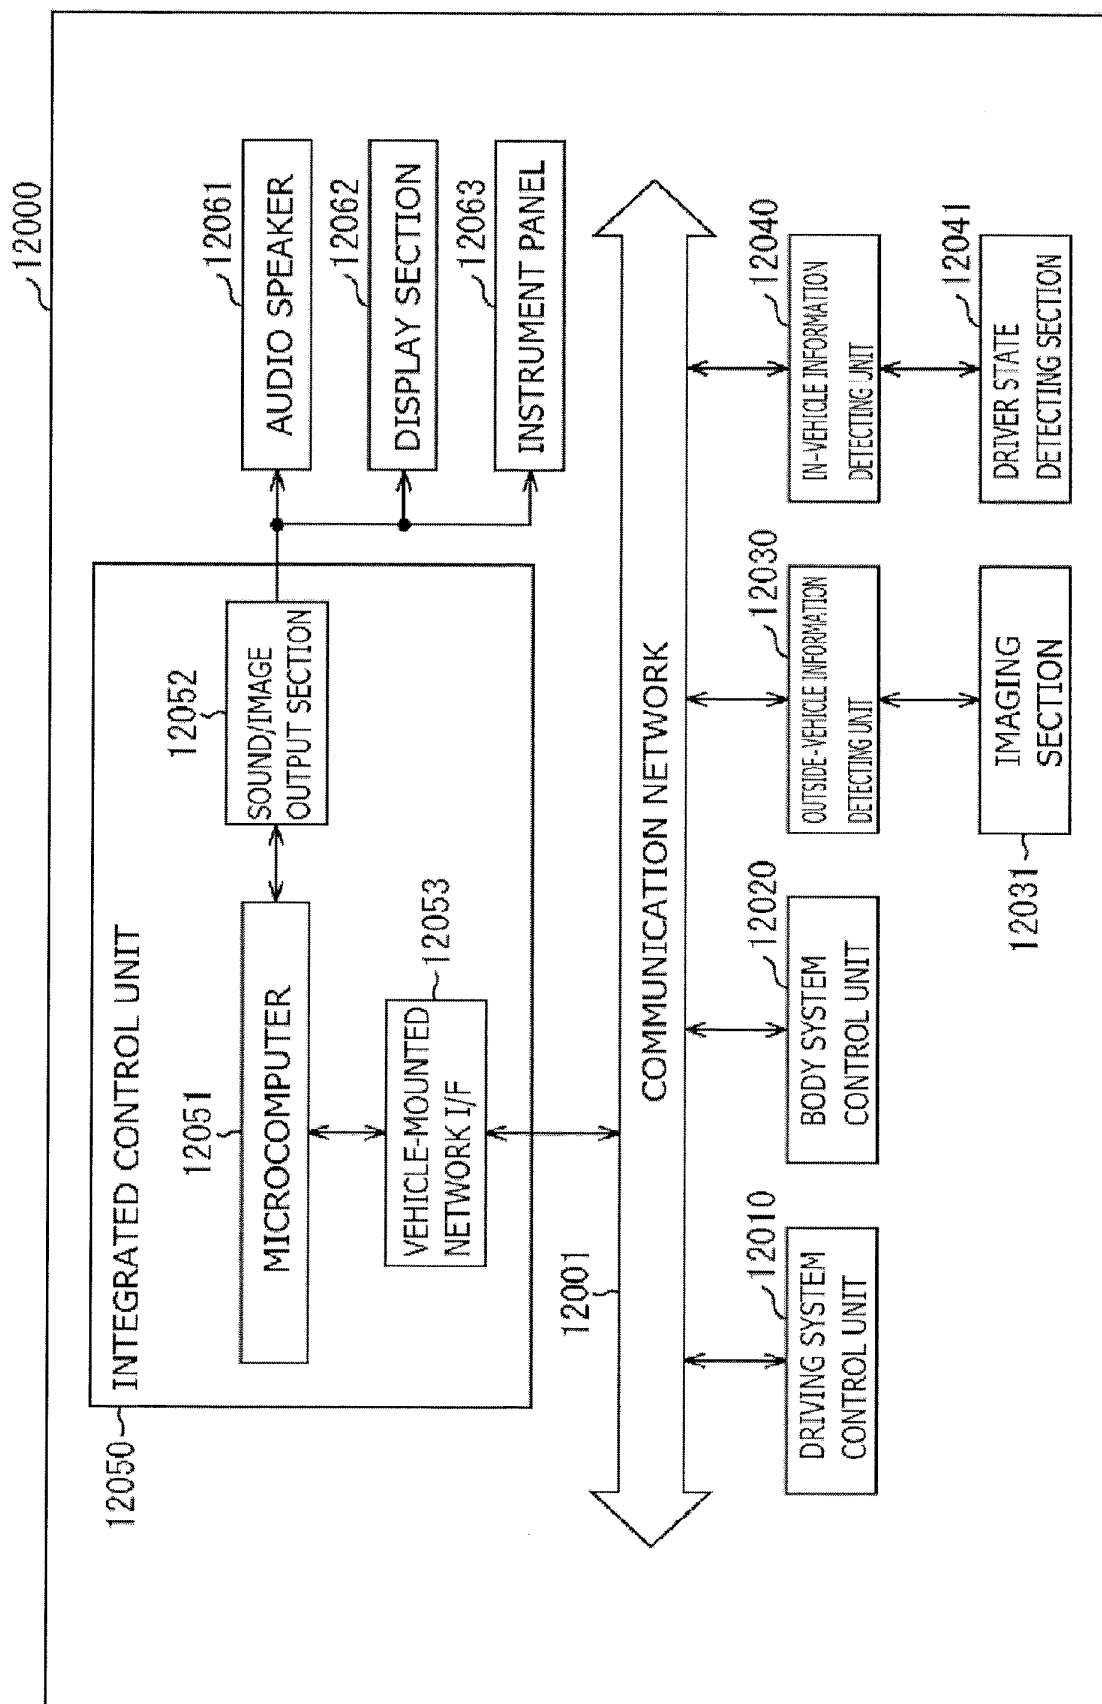 12000
12050
INTEGRATED CONTROL UNIT
12051
MICROCOMPUTER
12052
SOUND/IMAGE
OUTPUT SECTION
12053
VEHICLE-MOUNTED
NETWORK I/F
12061
AUDIO SPEAKER
12062
DISPLAY SECTION
12063
INSTRUMENT PANEL
12001
COMMUNICATION NETWORK
12010
DRIVING SYSTEM
CONTROL UNIT
12020
BODY SYSTEM
CONTROL UNIT
12030
OUTSIDE-VEHICLE INFORMATION
DETECTING UNIT
12040
IN-VEHICLE INFORMATION
DETECTING UNIT
12031
IMAGING
SECTION
12041
DRIVER STATE
DETECTING SECTION